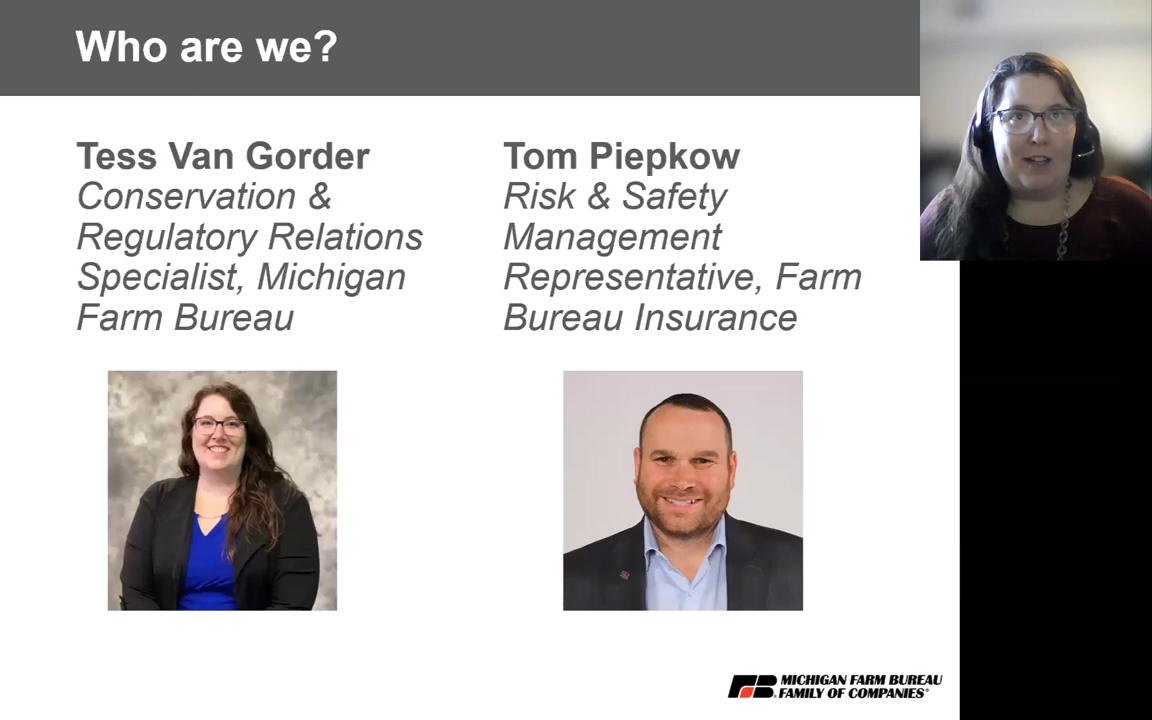 Who are we?
Tess Van Gorder
Conservation &
Regulatory Relations
Specialist, Michigan
Farm Bureau
Tom Piepkow
Risk & Safety
Management
Representative, Farm
Bureau Insurance
MICHIGAN FARM BUREAU
FAMILY OF COMPANIES®